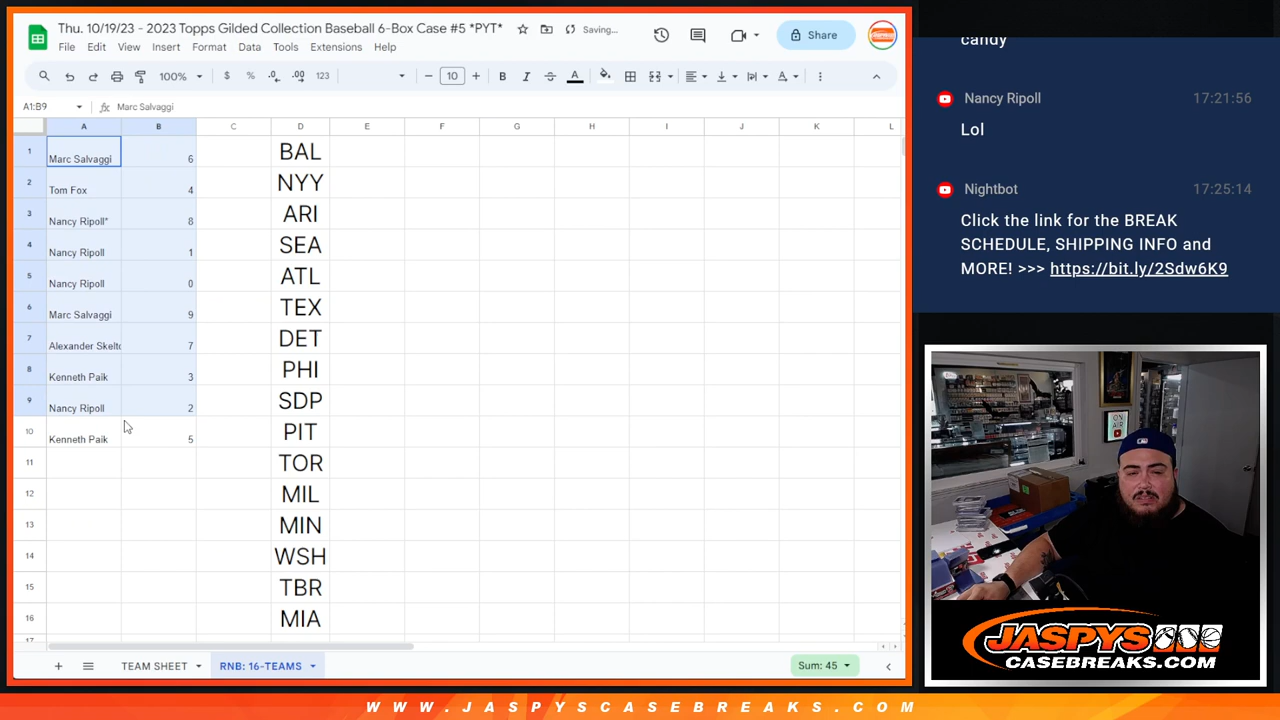 Thu. 10/19/23 - 2023 Topps Gilded Collection Baseball 6-Box Case #5 *PYT*
Saving...
Share
File Edit View Insert Format Data Tools Extensions Help
100% $ % .0 .00 123 10 B I A
A1:B9 fx Marc Salvaggi
A B C D E F G H I J K L
1 Marc Salvaggi 6 BAL
2 Tom Fox 4 NYY
3 Nancy Ripoll* 8 ARI
4 Nancy Ripoll 1 SEA
5 Nancy Ripoll 0 ATL
6 Marc Salvaggi 9 TEX
7 Alexander Skelto 7 DET
8 Kenneth Paik 3 PHI
9 Nancy Ripoll 2 SDP
10 Kenneth Paik 5 PIT
11 TOR
12 MIL
13 MIN
14 WSH
15 TBR
16 MIA
17
TEAM SHEET RNB: 16-TEAMS Sum: 45
candy
Nancy Ripoll 17:21:56
Lol
Nightbot 17:25:14
Click the link for the BREAK
SCHEDULE, SHIPPING INFO and
MORE! >>> https://bit.ly/2Sdw6K9
ON
AIR
JASPYS
CASEBREAKS.COM
WWW.JASPYSCASEBREAKS.COM